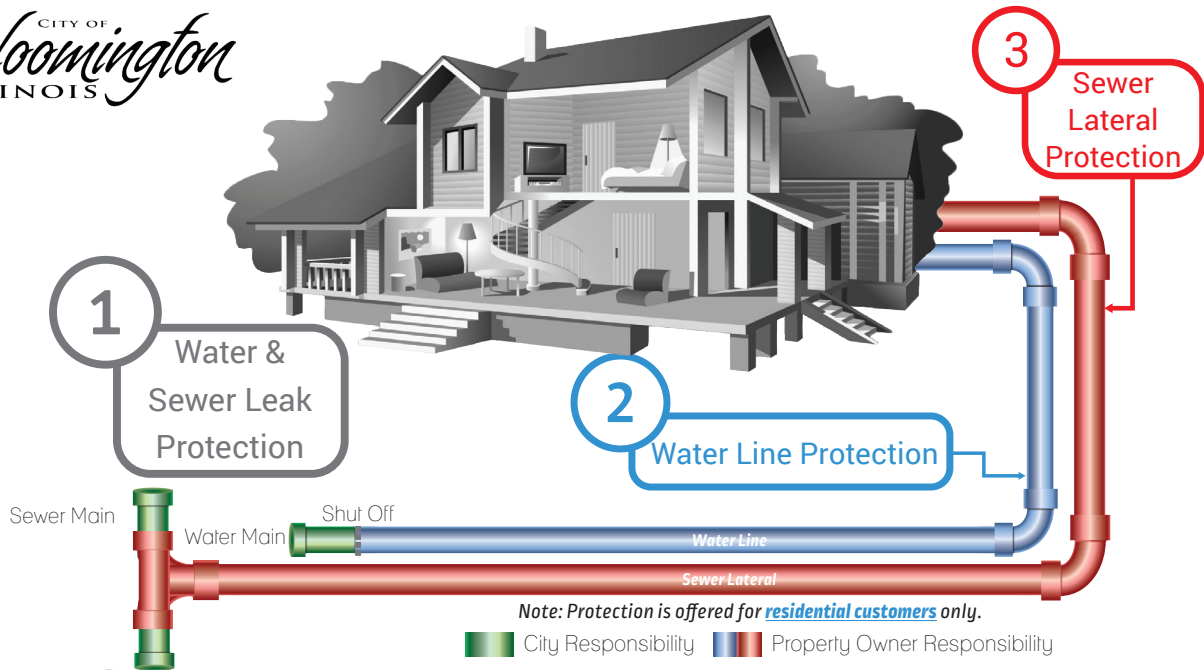 CITY OF
loomington
INOIS
3
Sewer
Lateral
Protection
1
Water &
Sewer Leak
Protection
2
Water Line Protection
Sewer Main
Shut Off
Water Main
Water Line
Sewer Lateral
Note: Protection is offered for residential customers only.
City Responsibility
Property Owner Responsibility